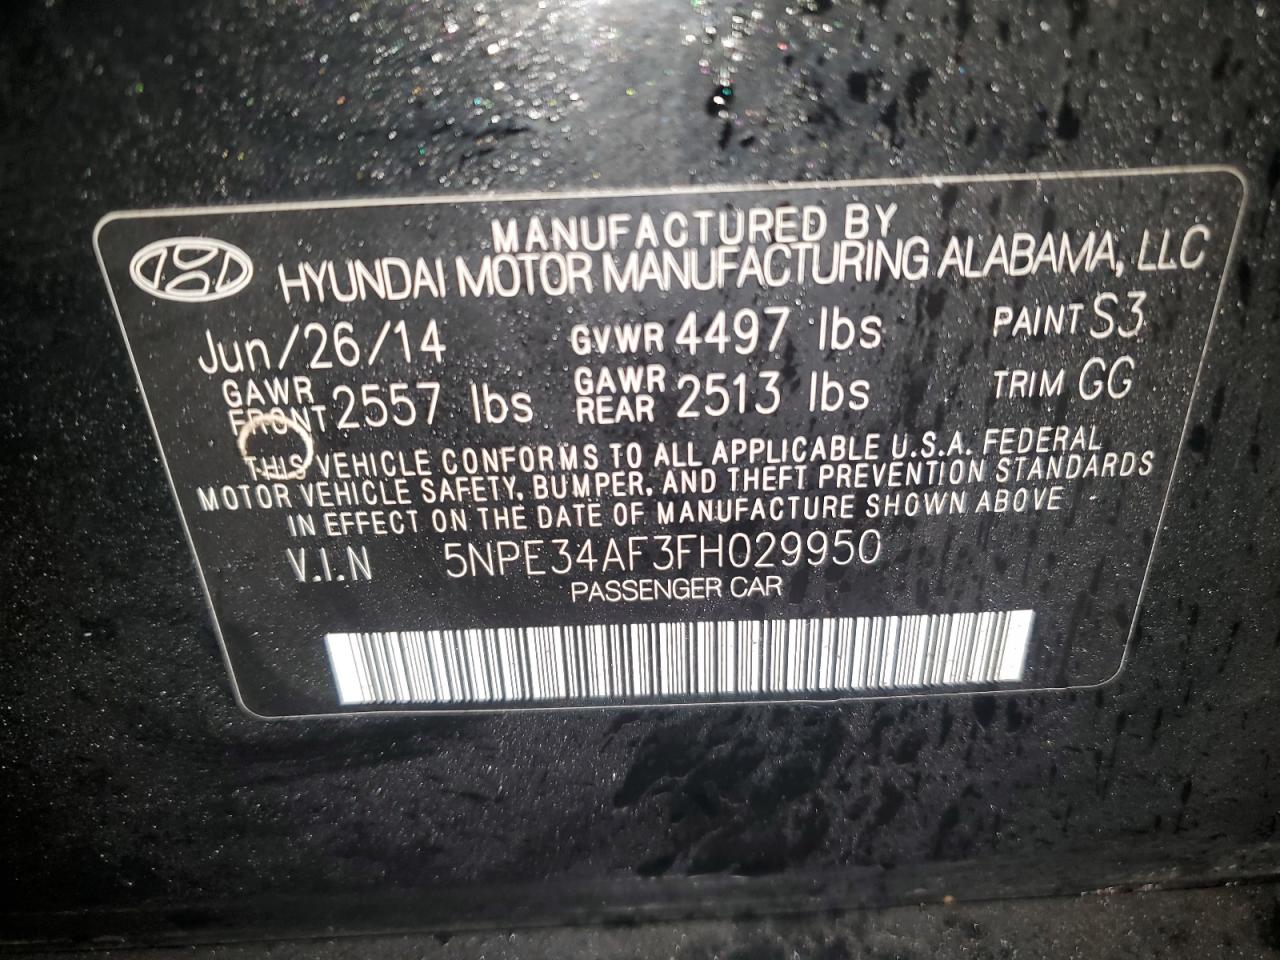 MANUFACTURED BY
HYUNDAI MOTOR MANUFACTURING ALABAMA, LLC
Jun/26/14 GVWR 4497 lbs PAINT S3
GAWR FRONT 2557 lbs GAWR REAR 2513 lbs TRIM GG
THIS VEHICLE CONFORMS TO ALL APPLICABLE U.S.A. FEDERAL
MOTOR VEHICLE SAFETY, BUMPER, AND THEFT PREVENTION STANDARDS
IN EFFECT ON THE DATE OF MANUFACTURE SHOWN ABOVE
V.I.N 5NPE34AF3FH029950
PASSENGER CAR